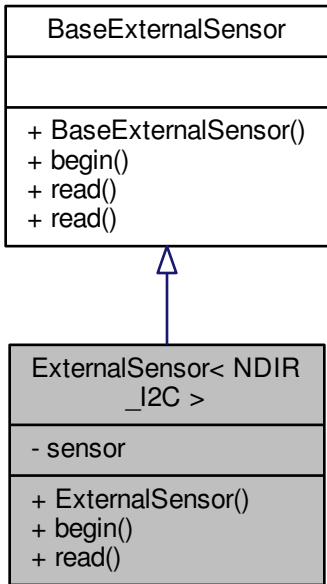 BaseExternalSensor
+ BaseExternalSensor()
+ begin()
+ read()
+ read()
ExternalSensor< NDIR
_I2C >
- sensor
+ ExternalSensor()
+ begin()
+ read()